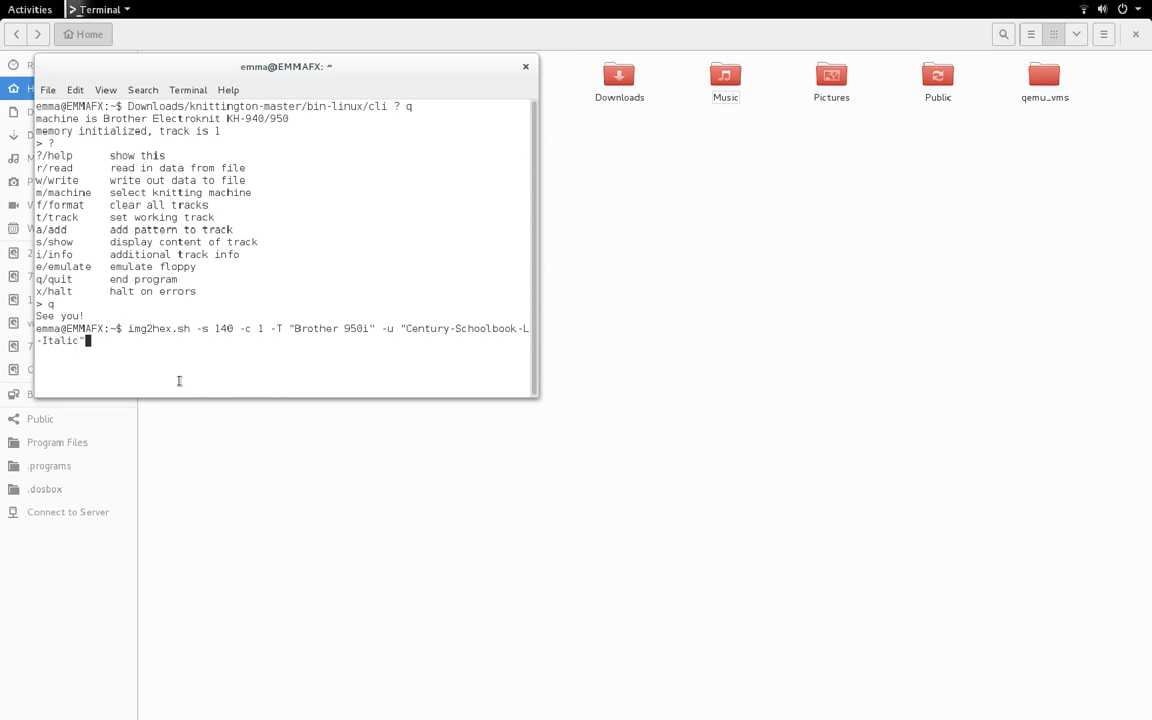 Activities
Terminal
Home
emma@EMMAFX: ~
File Edit View Search Terminal Help
emma@EMMAFX:~$ Downloads/knittington-master/bin-linux/cli ? q
machine is Brother Electroknit KH-940/950
memory initialized, track is 1
> ?
?/help show this
r/read read in data from file
w/write write out data to file
m/machine select knitting machine
f/format clear all tracks
t/track set working track
a/add add pattern to track
s/show display content of track
i/info additional track info
e/emulate emulate floppy
q/quit end program
x/halt halt on errors
> q
See you!
emma@EMMAFX:~$ img2hex.sh -s 140 -c 1 -T "Brother 950i" -u "Century-Schoolbook-L
-Italic"
Downloads
Music
Pictures
Public
qemu_vms
Public
Program Files
.programs
.dosbox
Connect to Server